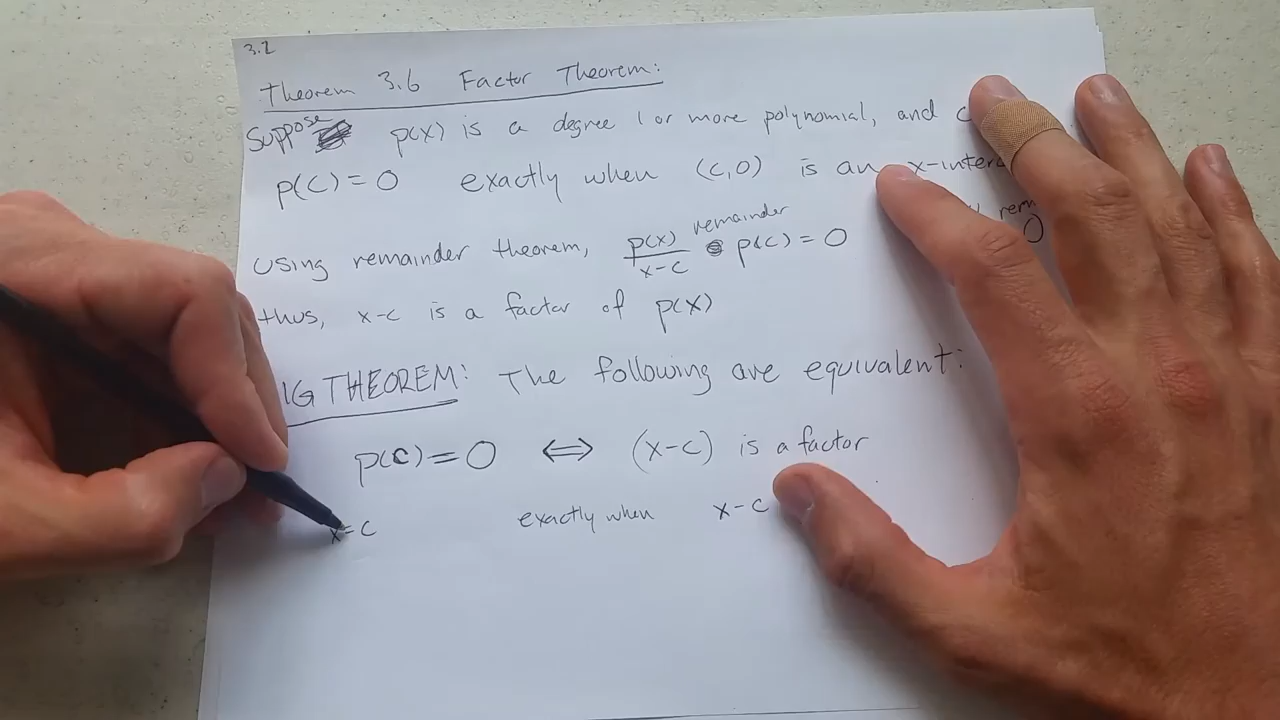 3.2
Theorem 3.6 Factor Theorem:
Suppose p(x) is a degree 1 or more polynomial, and c
p(c) = 0 exactly when (c,0) is an x-interc
using remainder theorem, p(x)/x-c remainder p(c) = 0 rem 0
thus, x-c is a factor of p(x)
IG THEOREM: The following are equivalent:
p(c) = 0 ⟺ (x-c) is a factor
x=c exactly when x-c